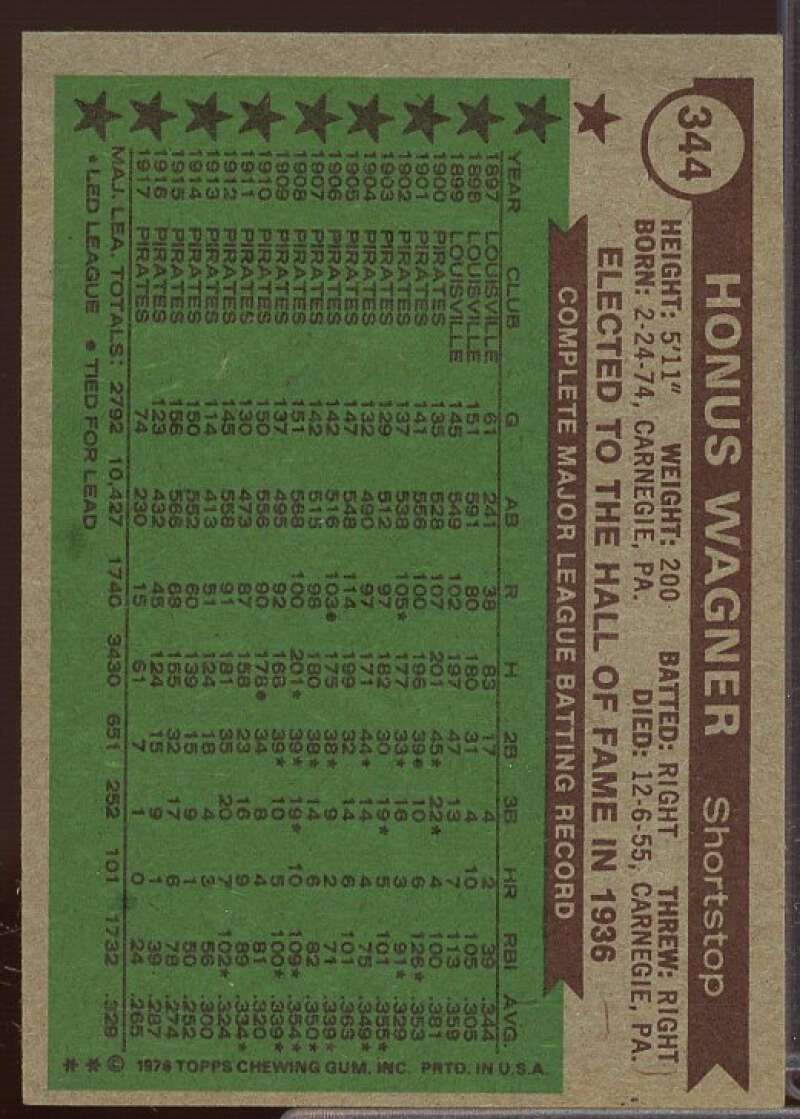 344
HONUS WAGNER Shortstop
HEIGHT: 5'11" WEIGHT: 200 BATTED: RIGHT THREW: RIGHT
BORN: 2-24-74, CARNEGIE, PA. DIED: 12-6-55, CARNEGIE, PA.
ELECTED TO THE HALL OF FAME IN 1936
COMPLETE MAJOR LEAGUE BATTING RECORD
YEAR CLUB G AB R H 2B 3B HR RBI AVG.
1897 LOUISVILLE 61 241 38 83 17 4 2 39 .344
1898 LOUISVILLE 151 591 80 180 31 4 10 105 .305
1899 LOUISVILLE 145 549 102 197 47 13 7 113 .359
1900 PIRATES 135 528 107 201 45* 22* 4 100 .381
1901 PIRATES 141 556 100 196 39● 10 6 126* .353
1902 PIRATES 137 538 105* 177 33* 16 3 91* .329
1903 PIRATES 129 512 97 182 30 19* 5 101 .355*
1904 PIRATES 132 490 97 171 44* 14 4 75 .349*
1905 PIRATES 147 548 114 199 32 14 6 101 .363
1906 PIRATES 142 516 103● 175 38* 9 2 71 .339*
1907 PIRATES 142 515 98 180 38* 14 6 82 .350*
1908 PIRATES 151 568 100 201* 39* 19* 10 109* .354*
1909 PIRATES 137 495 92 168 39* 10 5 100* .339*
1910 PIRATES 150 556 90 178● 34 8 4 81 .320
1911 PIRATES 130 473 87 158 23 16 9 89 .334*
1912 PIRATES 145 558 91 181 35 20 7 102* .324
1913 PIRATES 114 413 51 124 18 4 3 56 .300
1914 PIRATES 150 552 60 139 15 9 1 50 .252
1915 PIRATES 156 566 68 155 32 17 6 78 .274
1916 PIRATES 123 432 45 124 15 9 1 39 .287
1917 PIRATES 74 230 15 61 7 1 0 24 .265
MAJ. LEA. TOTALS: 2792 10,427 1740 3430 651 252 101 1732 .328
* LED LEAGUE ● TIED FOR LEAD
* * © 1976 TOPPS CHEWING GUM, INC. PRTD. IN U.S.A.